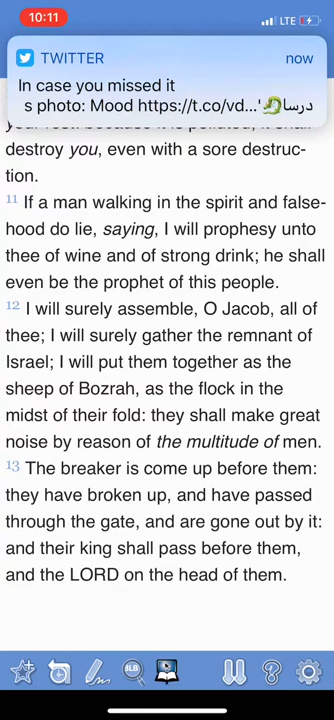 10:11
LTE
TWITTER
now
In case you missed it
درسا🐉's photo: Mood https://t.co/vd...
destroy you, even with a sore destruc-
tion.
11 If a man walking in the spirit and false-
hood do lie, saying, I will prophesy unto
thee of wine and of strong drink; he shall
even be the prophet of this people.
12 I will surely assemble, O Jacob, all of
thee; I will surely gather the remnant of
Israel; I will put them together as the
sheep of Bozrah, as the flock in the
midst of their fold: they shall make great
noise by reason of the multitude of men.
13 The breaker is come up before them:
they have broken up, and have passed
through the gate, and are gone out by it:
and their king shall pass before them,
and the LORD on the head of them.
BLB